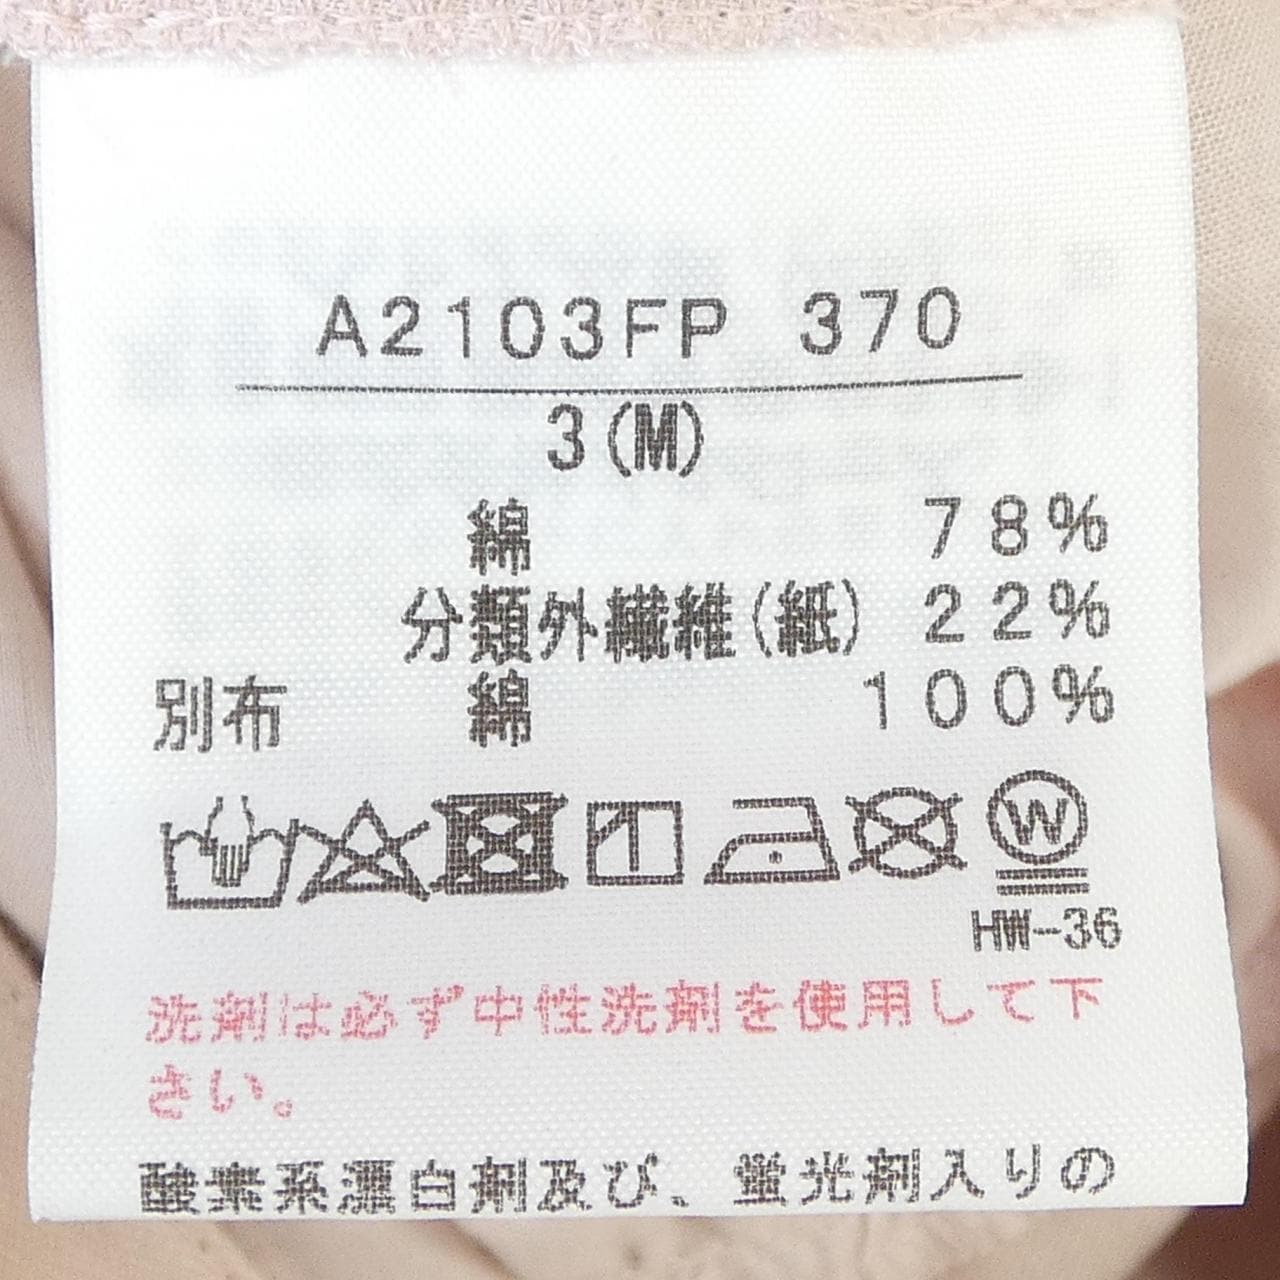 A2103FP 370
3(M)
綿 78%
分類外繊維(紙) 22%
別布 綿 100%
W
HW-36
洗剤は必ず中性洗剤を使用して下
さい。
酸素系漂白剤及び、蛍光剤入りの